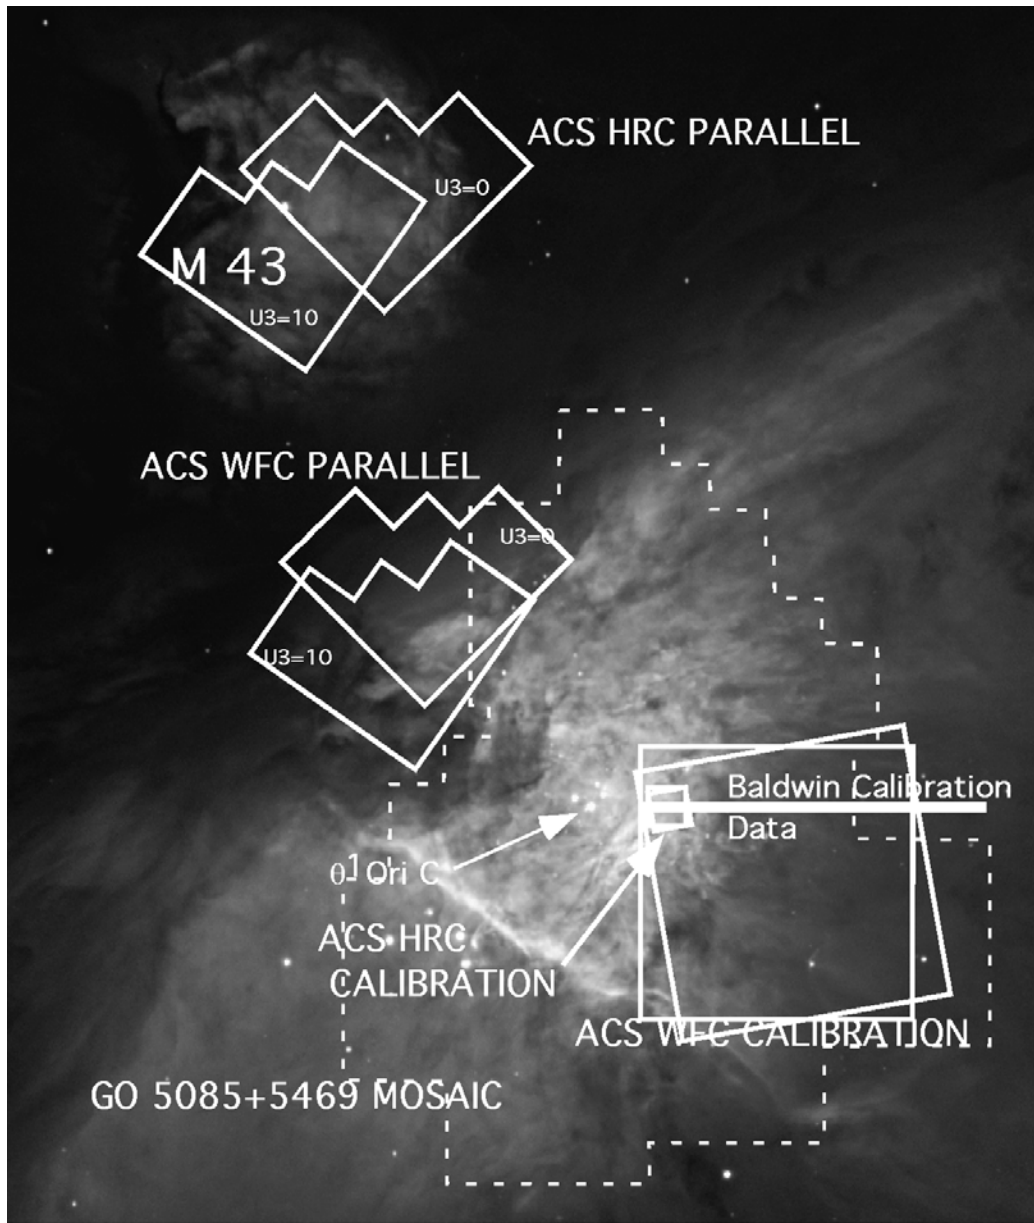 ACS HRC PARALLEL
U3=0
M 43
U3=10
ACS WFC PARALLEL
U3=0
U3=10
Baldwin Calibration
Data
θ1 Ori C
ACS HRC
CALIBRATION
ACS WFC CALIBRATION
GO 5085+5469 MOSAIC